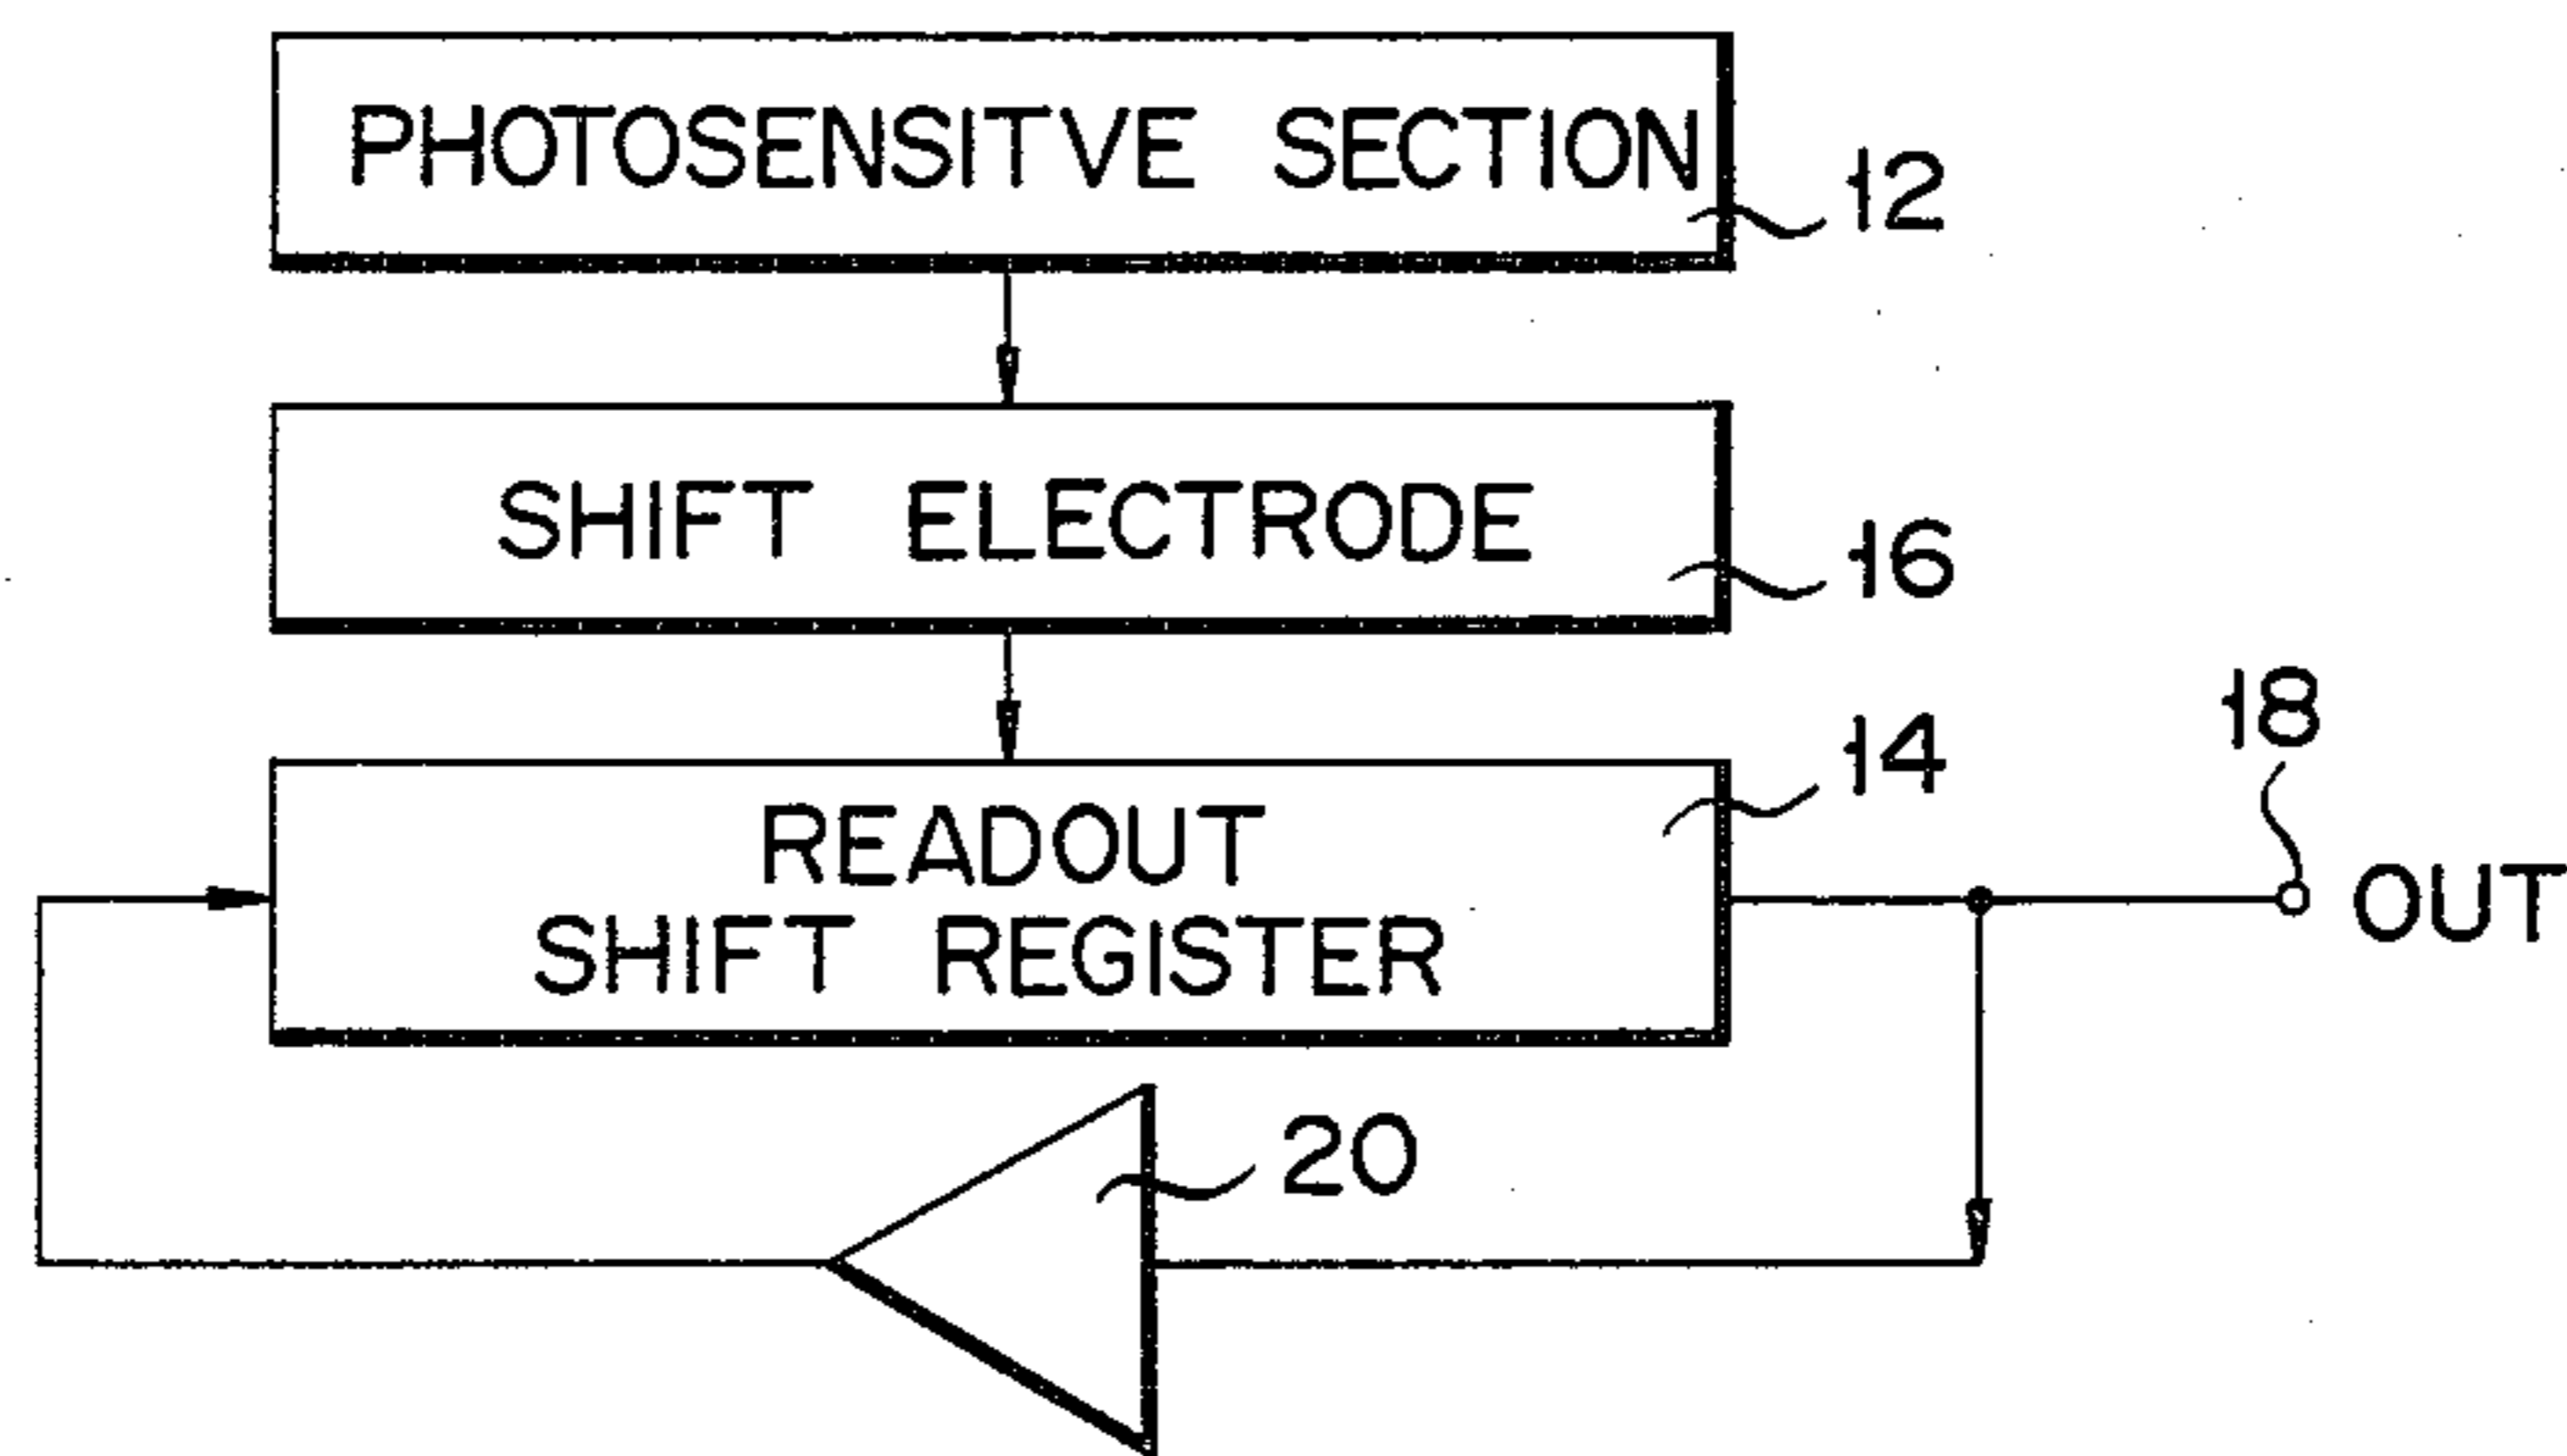 PHOTOSENSITVE SECTION
12
SHIFT ELECTRODE
16
18
14
READOUT
SHIFT REGISTER
OUT
20